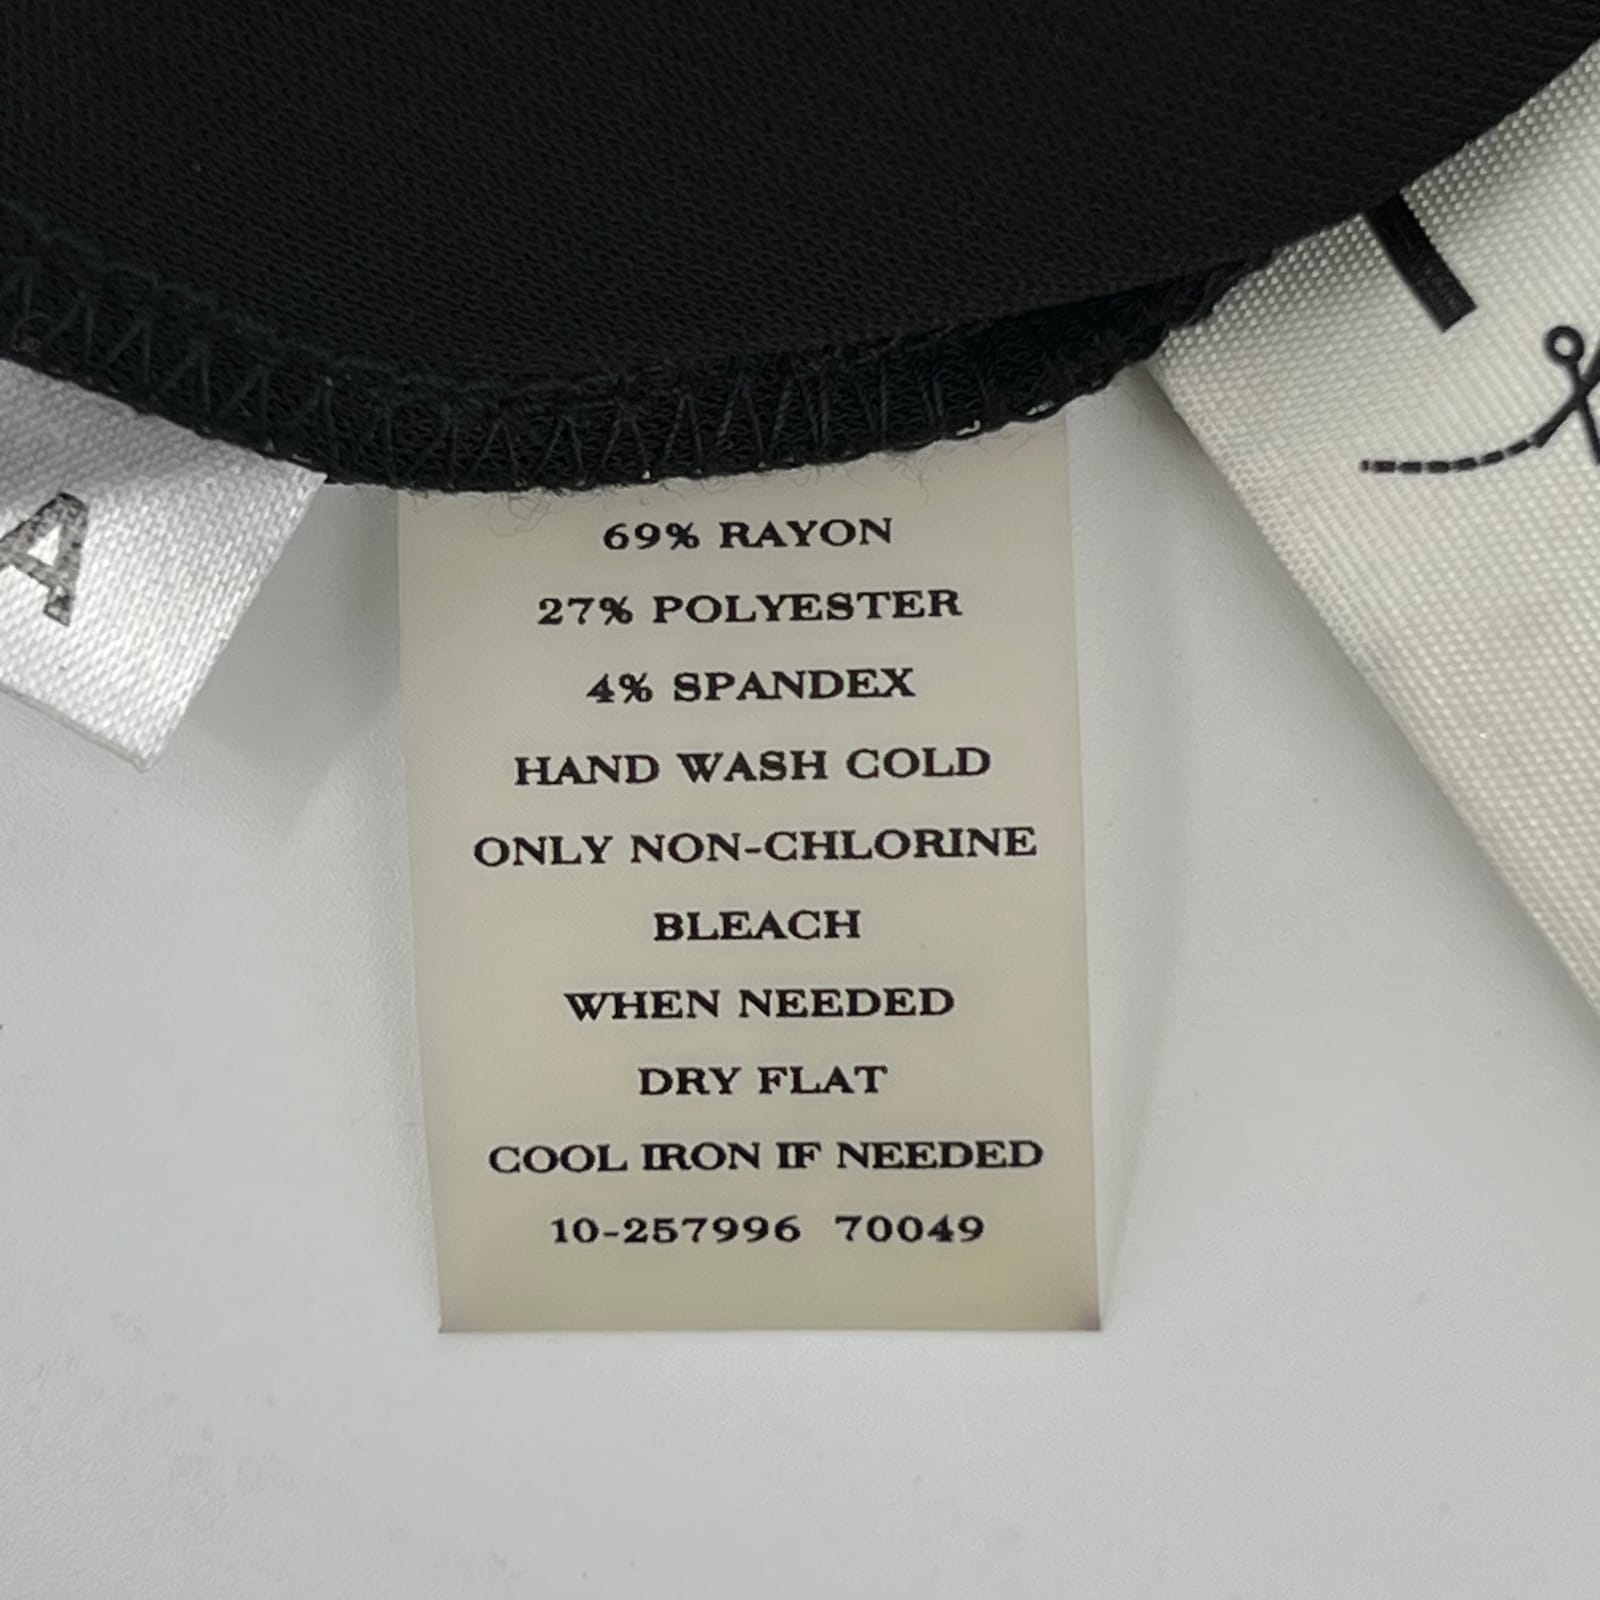 69% RAYON
27% POLYESTER
4% SPANDEX
HAND WASH COLD
ONLY NON-CHLORINE
BLEACH
WHEN NEEDED
DRY FLAT
COOL IRON IF NEEDED
10-257996 70049
A